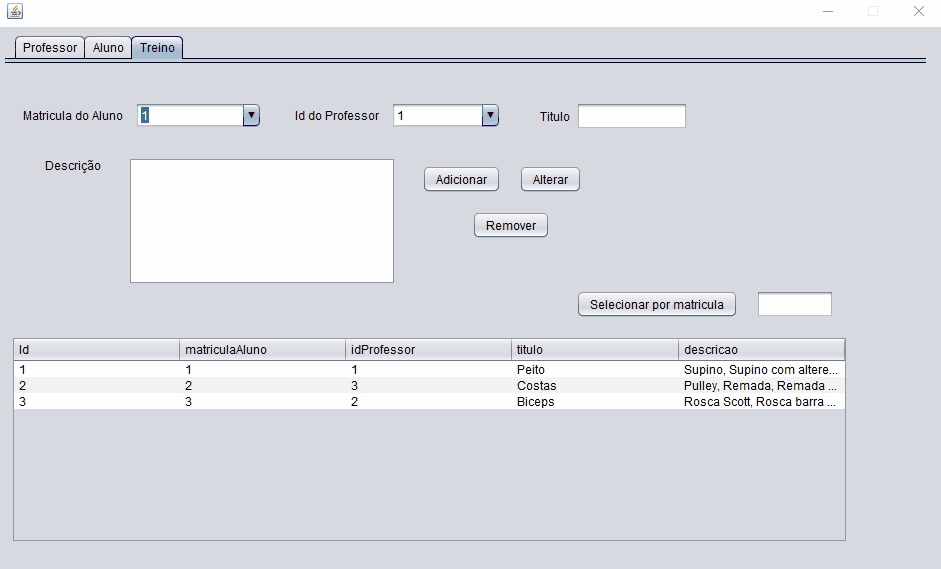 Professor Aluno Treino
Matricula do Aluno 1 Id do Professor 1 Titulo
Descrição
Adicionar Alterar
Remover
Selecionar por matricula
Id matriculaAluno idProfessor titulo descricao
1 1 1 Peito Supino, Supino com altere...
2 2 3 Costas Pulley, Remada, Remada ...
3 3 2 Biceps Rosca Scott, Rosca barra ...